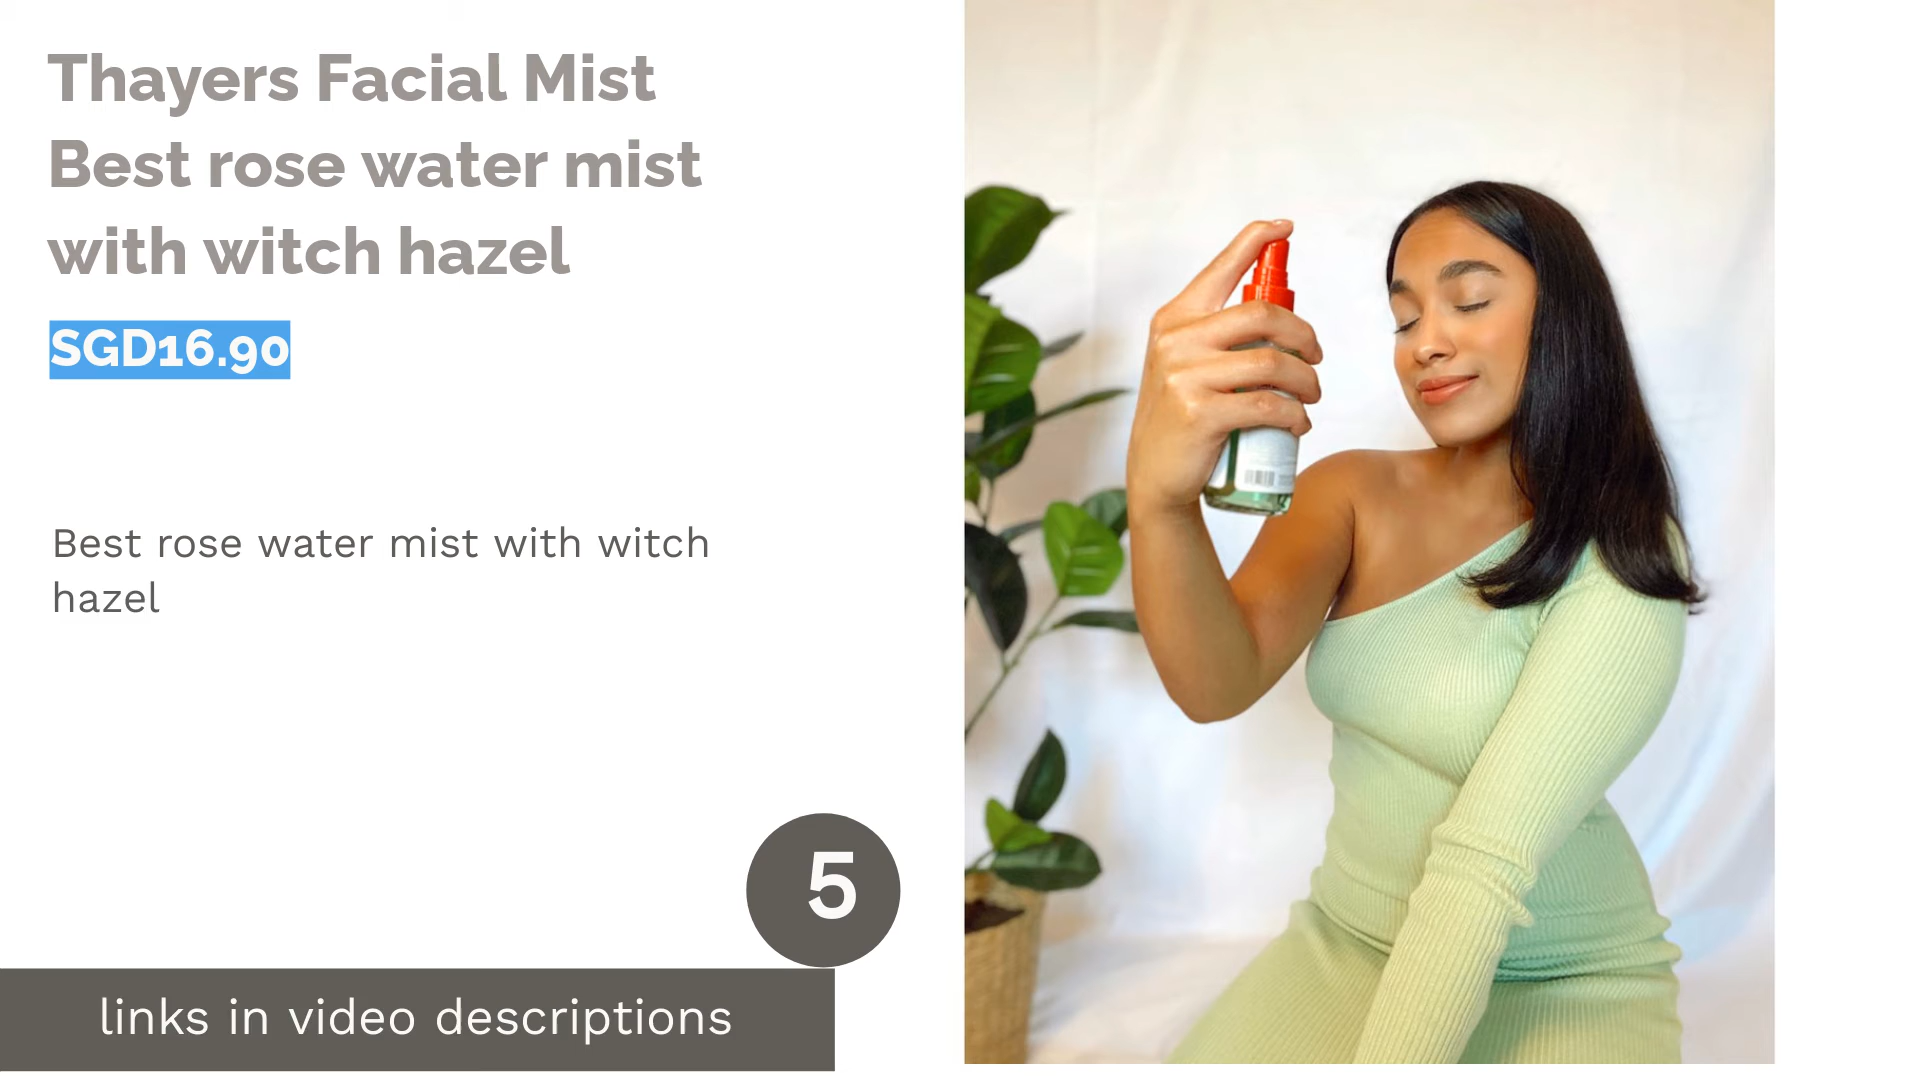 Thayers Facial Mist
Best rose water mist
with witch hazel
SGD16.90
Best rose water mist with witch
hazel
5
links in video descriptions